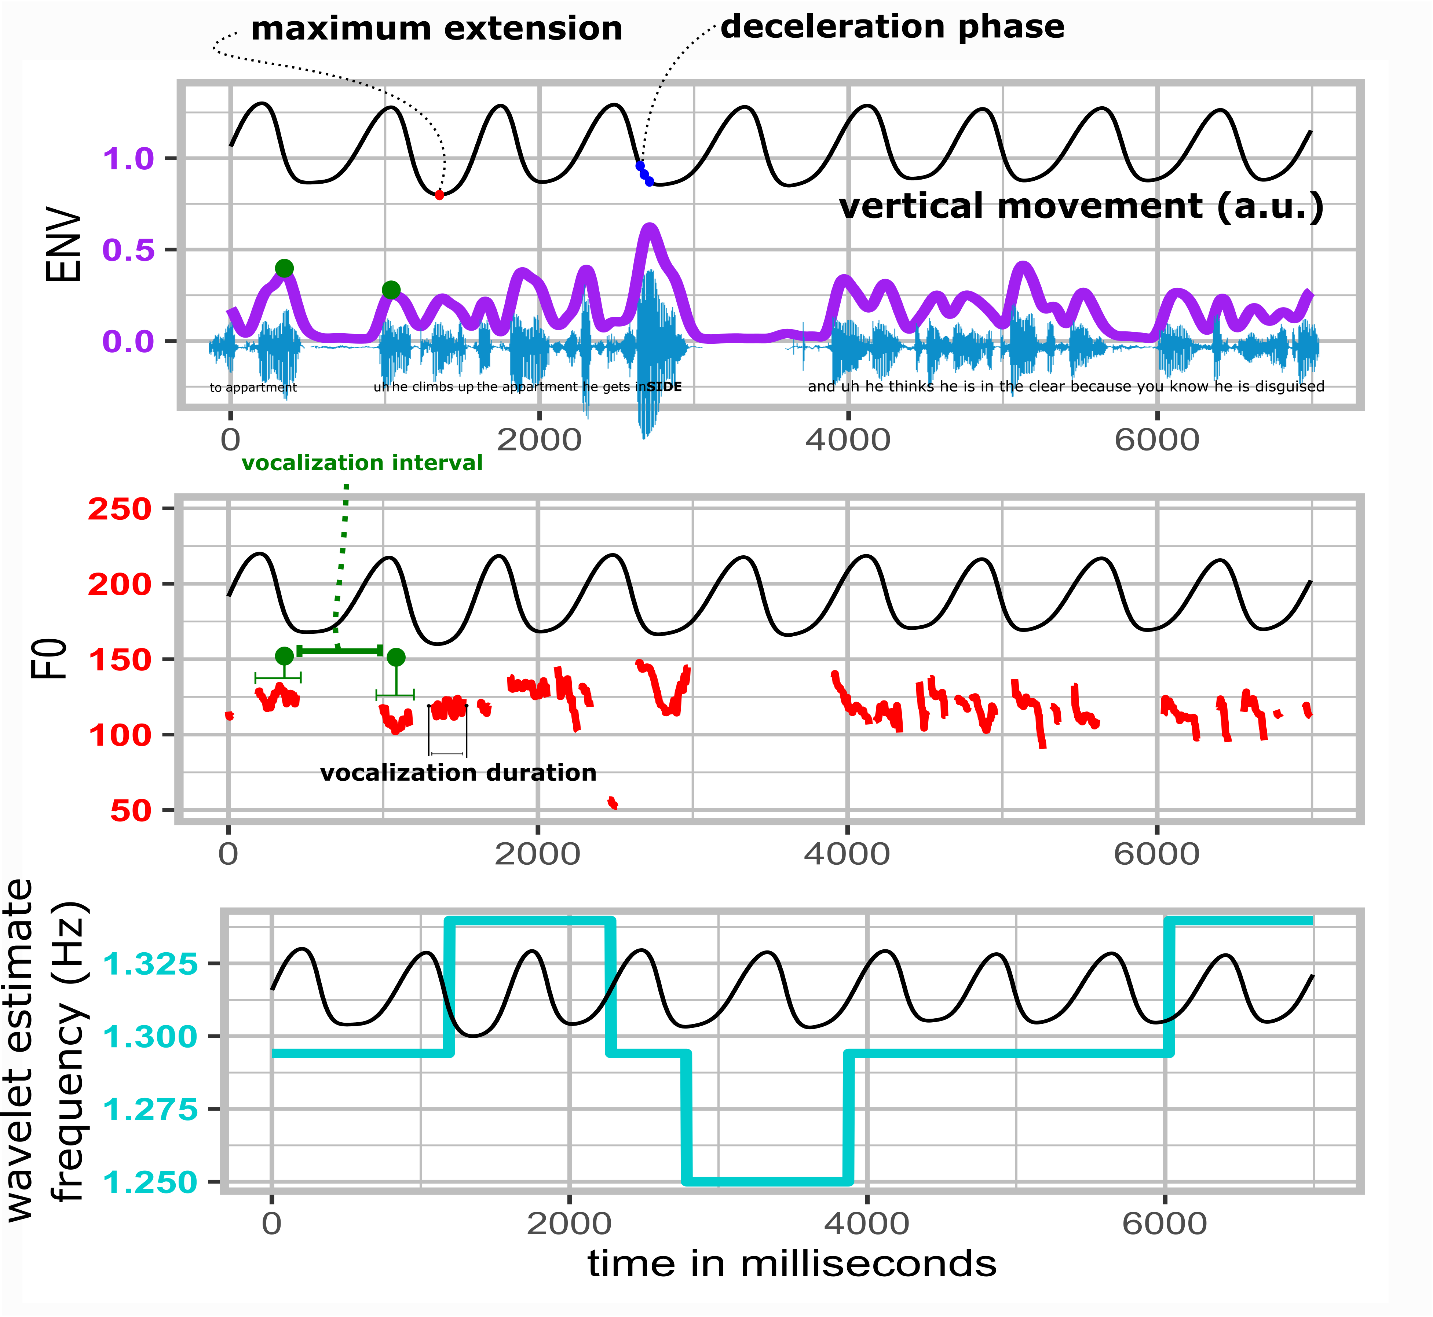 maximum extension
deceleration phase
1.0
0.5
0.0
ENV
vertical movement (a.u.)
to appartment
uh he climbs up the appartment he gets inSIDE
and uh he thinks he is in the clear because you know he is disguised
0 2000 4000 6000
vocalization interval
250
200
150
100
50
F0
vocalization duration
0 2000 4000 6000
wavelet estimate
frequency (Hz)
1.325
1.300
1.275
1.250
0 2000 4000 6000
time in milliseconds